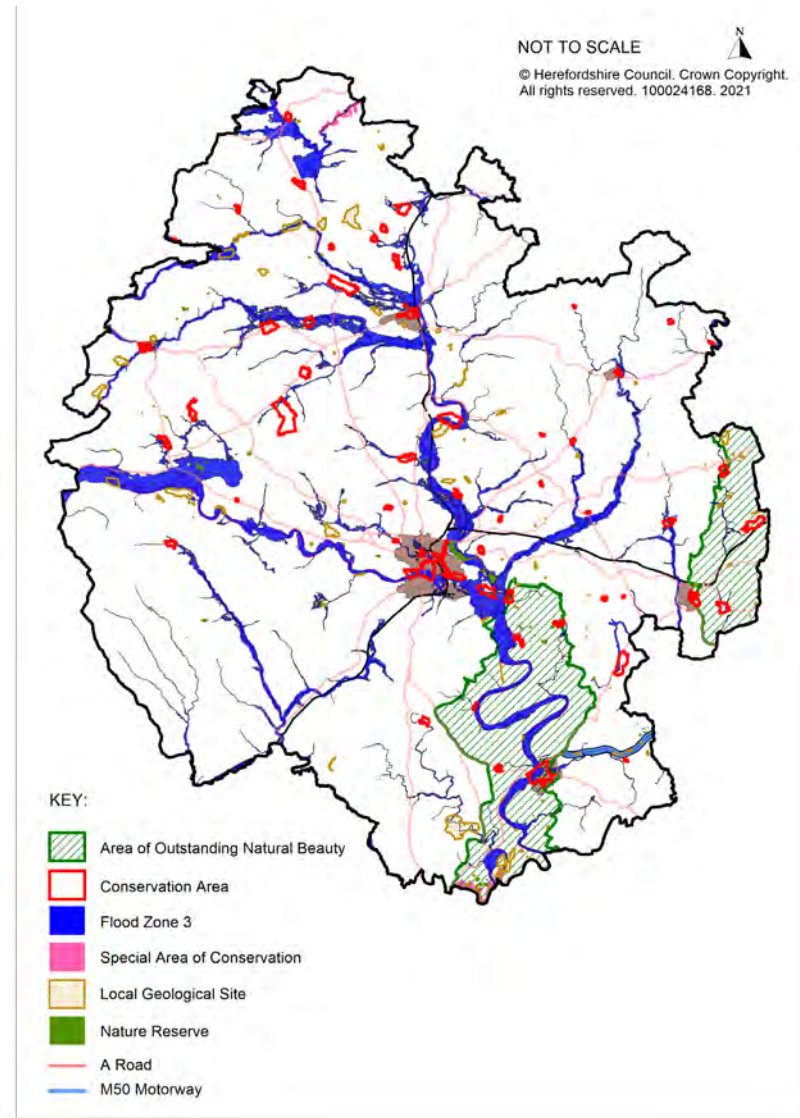 N
NOT TO SCALE
© Herefordshire Council. Crown Copyright.
All rights reserved. 100024168. 2021
KEY:
Area of Outstanding Natural Beauty
Conservation Area
Flood Zone 3
Special Area of Conservation
Local Geological Site
Nature Reserve
A Road
M50 Motorway